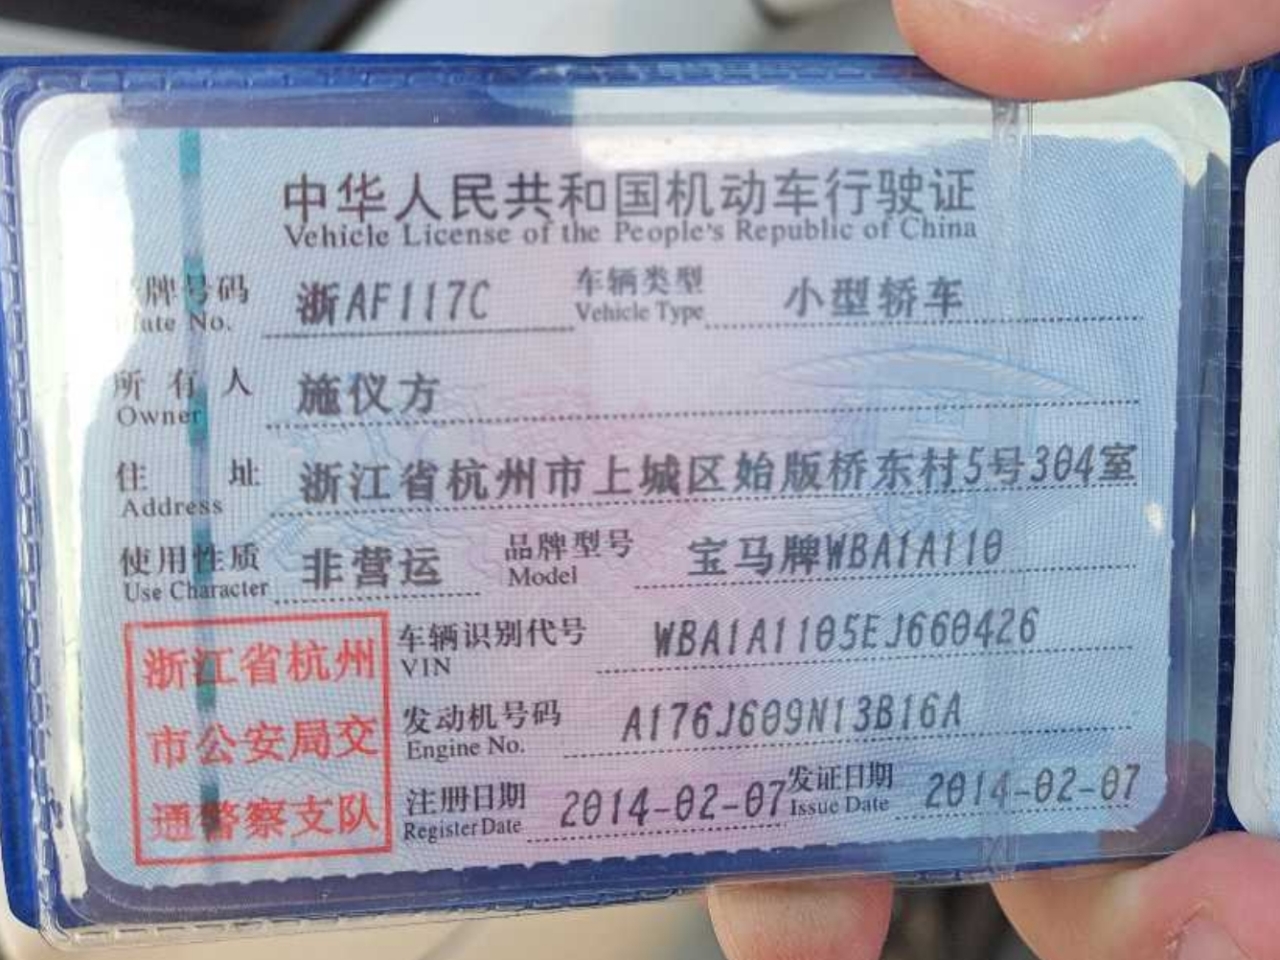 中华人民共和国机动车行驶证
Vehicle License of the People's Republic of China
号牌号码 浙AF117C 车辆类型 小型轿车
Plate No. Vehicle Type
所有人 施仪方
Owner
住址 浙江省杭州市上城区始版桥东村5号304室
Address
使用性质 非营运 品牌型号 宝马牌WBA1A110
Use Character Model
浙江省杭州
市公安局交
通警察支队
车辆识别代号 WBA1A1105EJ660426
VIN
发动机号码 A176J609N13B16A
Engine No.
注册日期 2014-02-07 发证日期 2014-02-07
Register Date Issue Date